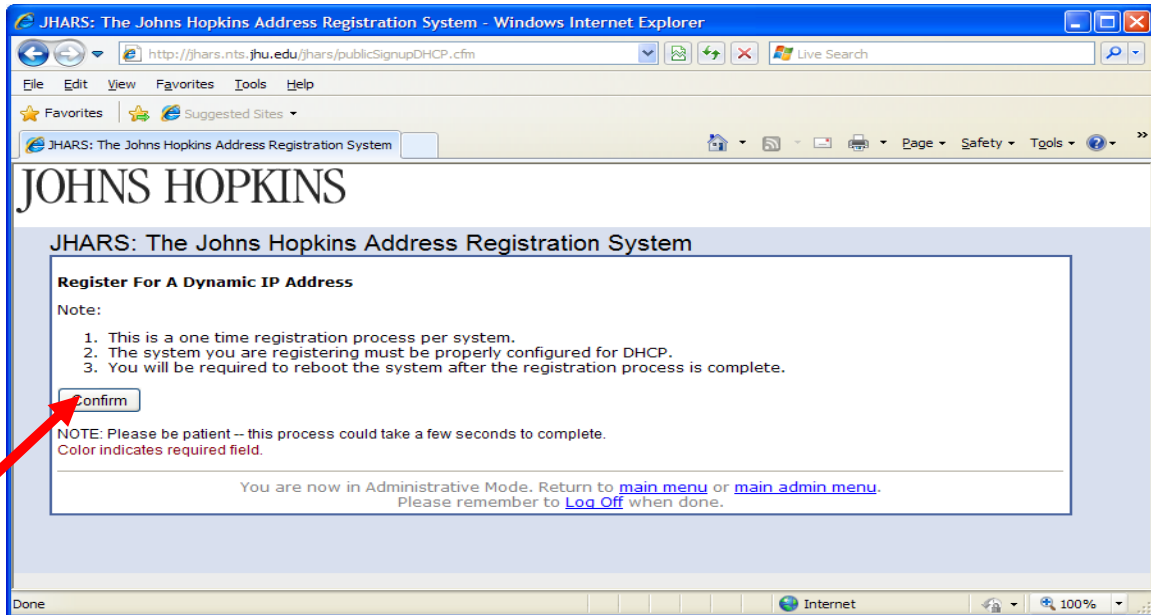 JHARS: The Johns Hopkins Address Registration System - Windows Internet Explorer
http://jhars.nts.jhu.edu/jhars/publicSignupDHCP.cfm
Live Search
File Edit View Favorites Tools Help
Favorites Suggested Sites
JHARS: The Johns Hopkins Address Registration System
Page Safety Tools
JOHNS HOPKINS
JHARS: The Johns Hopkins Address Registration System
Register For A Dynamic IP Address
Note:
1. This is a one time registration process per system.
2. The system you are registering must be properly configured for DHCP.
3. You will be required to reboot the system after the registration process is complete.
Confirm
NOTE: Please be patient -- this process could take a few seconds to complete.
Color indicates required field.
You are now in Administrative Mode. Return to main menu or main admin menu.
Please remember to Log Off when done.
Done Internet 100%